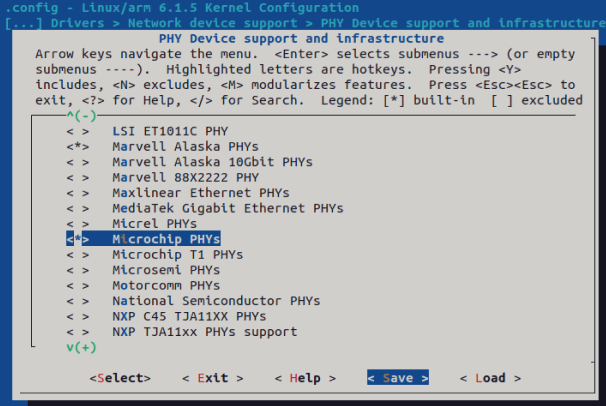 .config - Linux/arm 6.1.5 Kernel Configuration
[...] Drivers > Network device support > PHY Device support and infrastructure
PHY Device support and infrastructure
Arrow keys navigate the menu. <Enter> selects submenus ---> (or empty
submenus ----). Highlighted letters are hotkeys. Pressing <Y>
includes, <N> excludes, <M> modularizes features. Press <Esc><Esc> to
exit, <?> for Help, </> for Search. Legend: [*] built-in [ ] excluded
^(-)
< > LSI ET1011C PHY
<*> Marvell Alaska PHYs
< > Marvell Alaska 10Gbit PHYs
< > Marvell 88X2222 PHY
< > Maxlinear Ethernet PHYs
< > MediaTek Gigabit Ethernet PHYs
< > Micrel PHYs
<*> Microchip PHYs
< > Microchip T1 PHYs
< > Microsemi PHYs
< > Motorcomm PHYs
< > National Semiconductor PHYs
< > NXP C45 TJA11XX PHYs
< > NXP TJA11xx PHYs support
v(+)
<Select> < Exit > < Help > < Save > < Load >